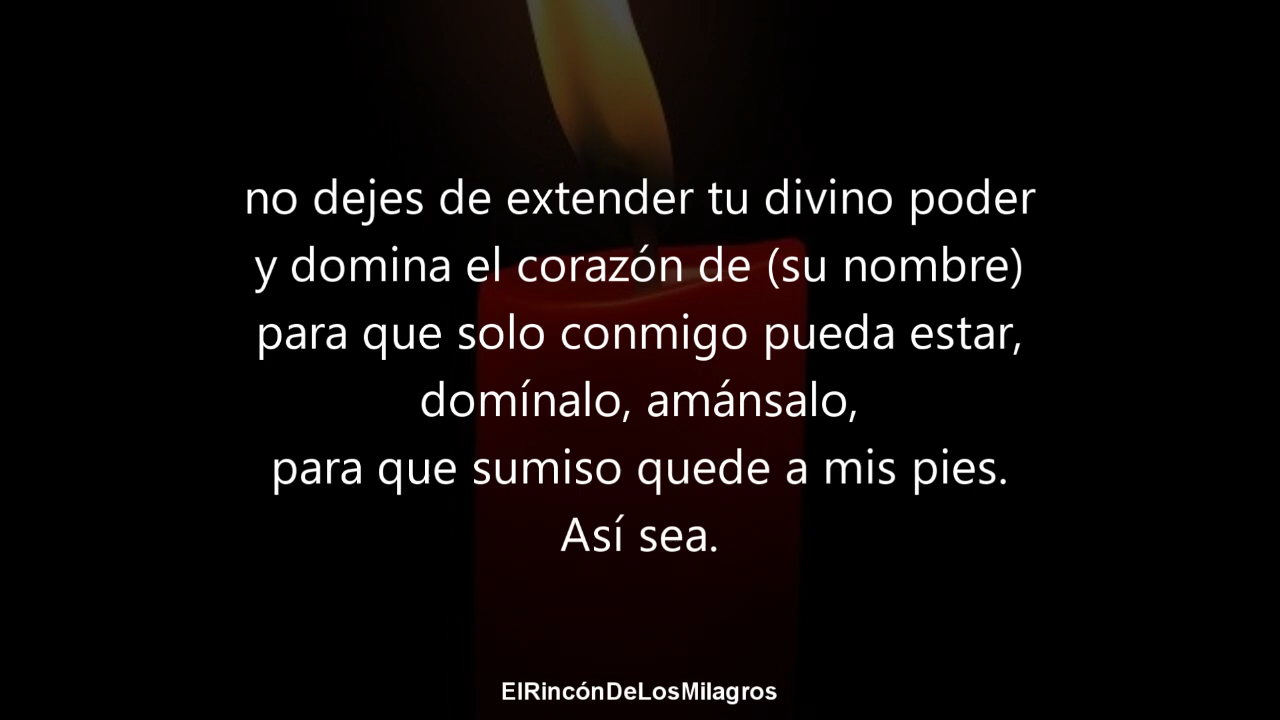 no dejes de extender tu divino poder
y domina el corazón de (su nombre)
para que solo conmigo pueda estar,
domínalo, amánsalo,
para que sumiso quede a mis pies.
Así sea.
ElRincónDeLosMilagros